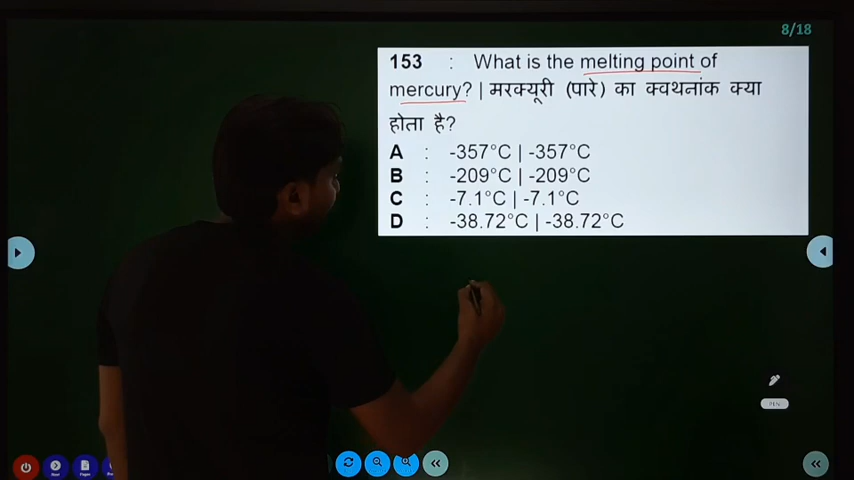 8/18
153 : What is the melting point of
mercury? | मरक्यूरी (पारे) का क्वथनांक क्या
होता है?
A : -357°C | -357°C
B : -209°C | -209°C
C : -7.1°C | -7.1°C
D : -38.72°C | -38.72°C